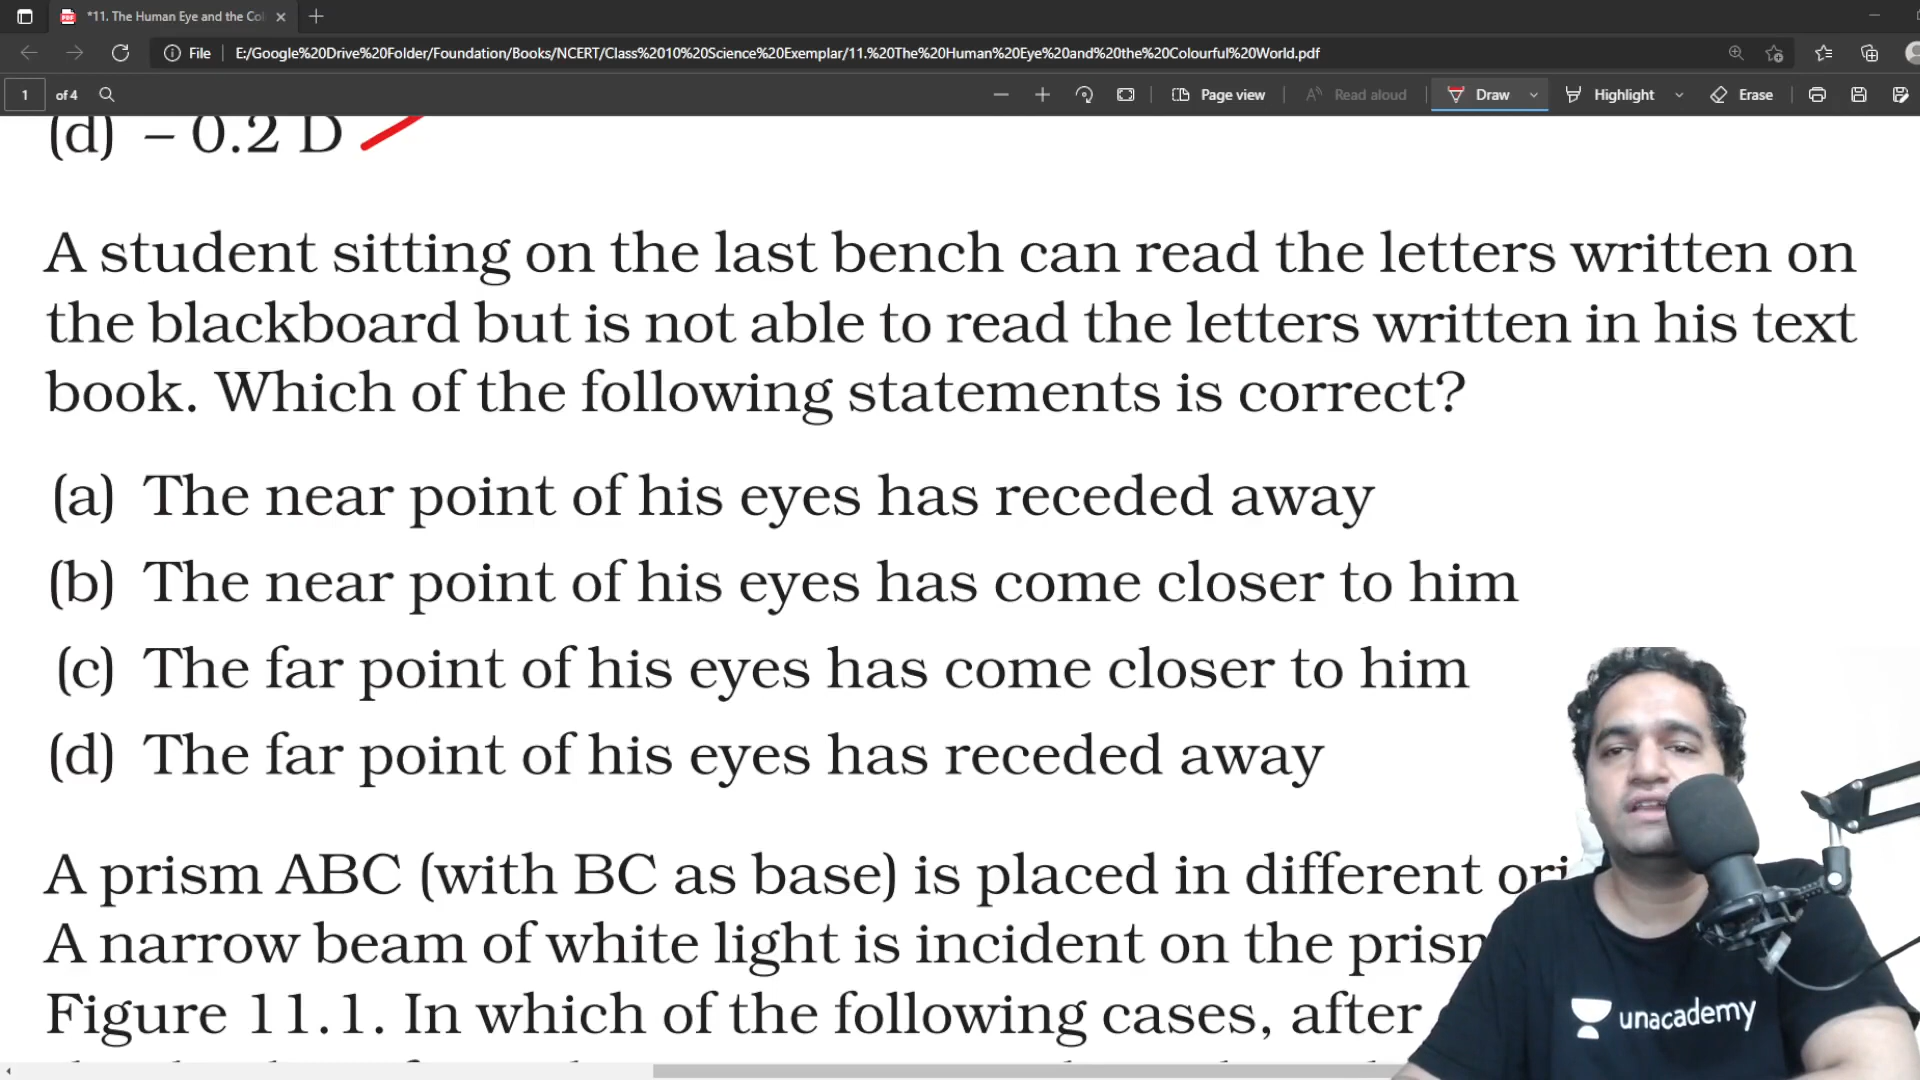 *11. The Human Eye and the Col
File
E:/Google%20Drive%20Folder/Foundation/Books/NCERT/Class%2010%20Science%20Exemplar/11.%20The%20Human%20Eye%20and%20the%20Colourful%20World.pdf
1 of 4
Page view
Read aloud
Draw
Highlight
Erase
(d) – 0.2 D
A student sitting on the last bench can read the letters written on
the blackboard but is not able to read the letters written in his text
book. Which of the following statements is correct?
(a) The near point of his eyes has receded away
(b) The near point of his eyes has come closer to him
(c) The far point of his eyes has come closer to him
(d) The far point of his eyes has receded away
A prism ABC (with BC as base) is placed in different ori
A narrow beam of white light is incident on the prism
Figure 11.1. In which of the following cases, after
unacademy